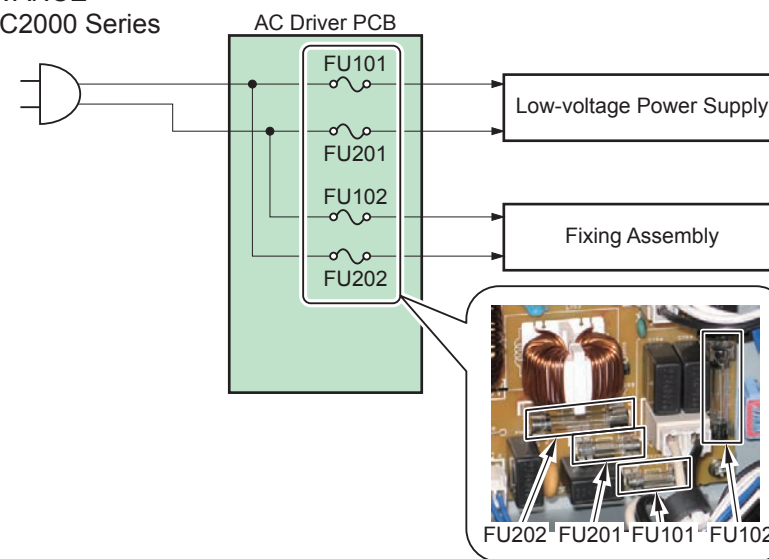 C2000 Series
AC Driver PCB
FU101
FU201
FU102
FU202
Low-voltage Power Supply
Fixing Assembly
FU202 FU201 FU101 FU102